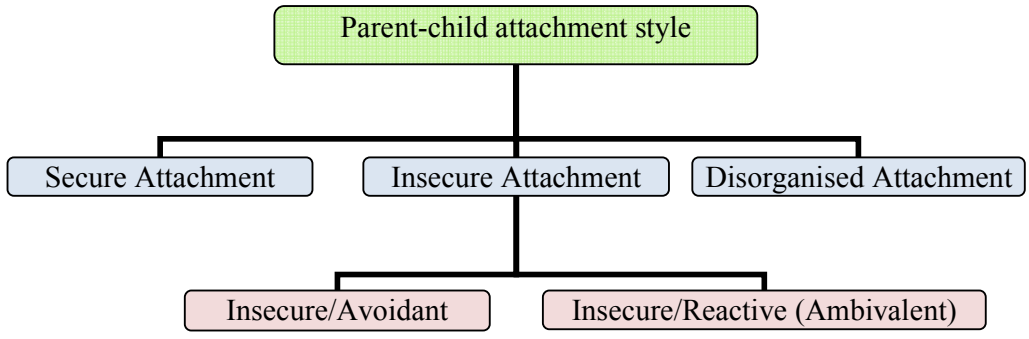 Parent-child attachment style
Secure Attachment
Insecure Attachment
Disorganised Attachment
Insecure/Avoidant
Insecure/Reactive (Ambivalent)